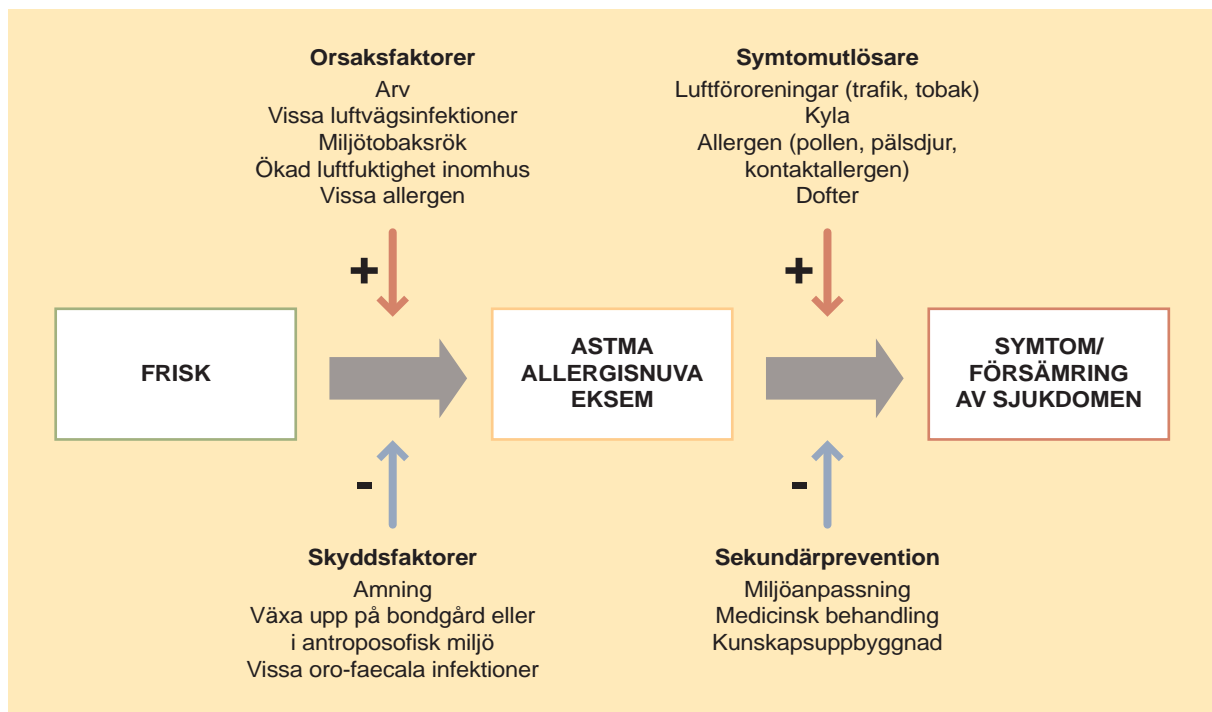 Orsaksfaktorer
Arv
Vissa luftvägsinfektioner
Miljötobaksrök
Ökad luftfuktighet inomhus
Vissa allergen
Symtomutlösare
Luftföroreningar (trafik, tobak)
Kyla
Allergen (pollen, pälsdjur,
kontaktallergen)
Dofter
+
+
FRISK
ASTMA
ALLERGISNUVA
EKSEM
SYMTOM/
FÖRSÄMRING
AV SJUKDOMEN
-
-
Skyddsfaktorer
Amning
Växa upp på bondgård eller
i antroposofisk miljö
Vissa oro-faecala infektioner
Sekundärprevention
Miljöanpassning
Medicinsk behandling
Kunskapsuppbyggnad